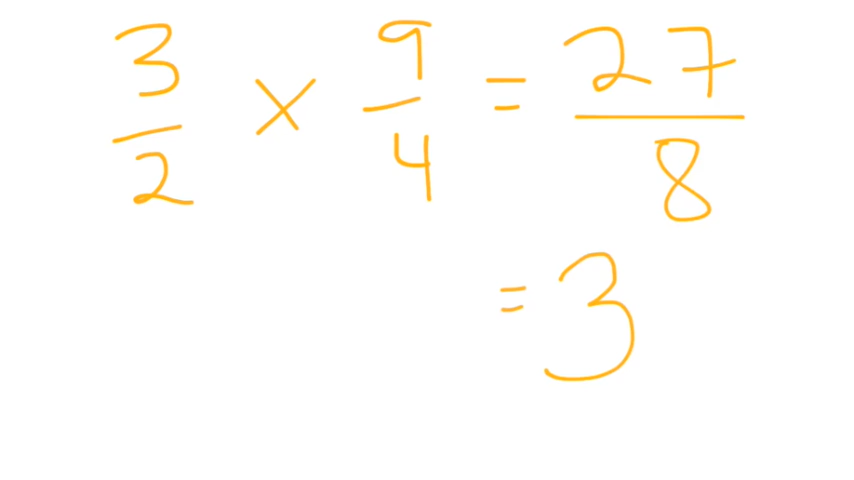 3/2 × 9/4 = 27/8
= 3